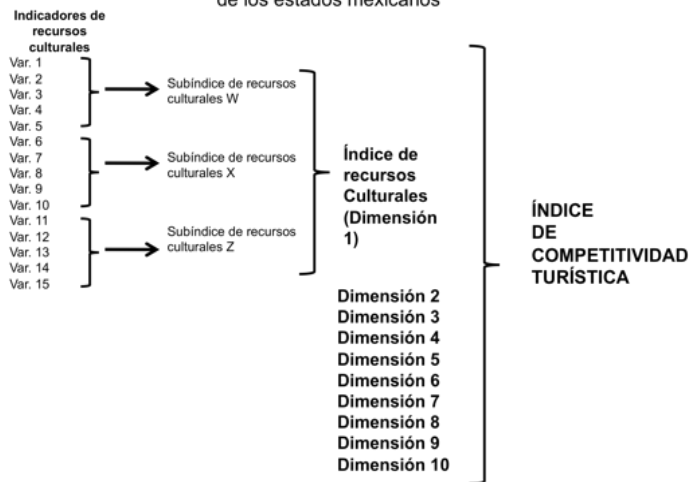 de los estados mexicanos
Indicadores de
recursos
culturales
Var. 1
Var. 2
Var. 3
Var. 4
Var. 5
Var. 6
Var. 7
Var. 8
Var. 9
Var. 10
Var. 11
Var. 12
Var. 13
Var. 14
Var. 15
Subíndice de recursos
culturales W
Subíndice de recursos
culturales X
Subíndice de recursos
culturales Z
Índice de
recursos
Culturales
(Dimensión
1)
Dimensión 2
Dimensión 3
Dimensión 4
Dimensión 5
Dimensión 6
Dimensión 7
Dimensión 8
Dimensión 9
Dimensión 10
ÍNDICE
DE
COMPETITIVIDAD
TURÍSTICA